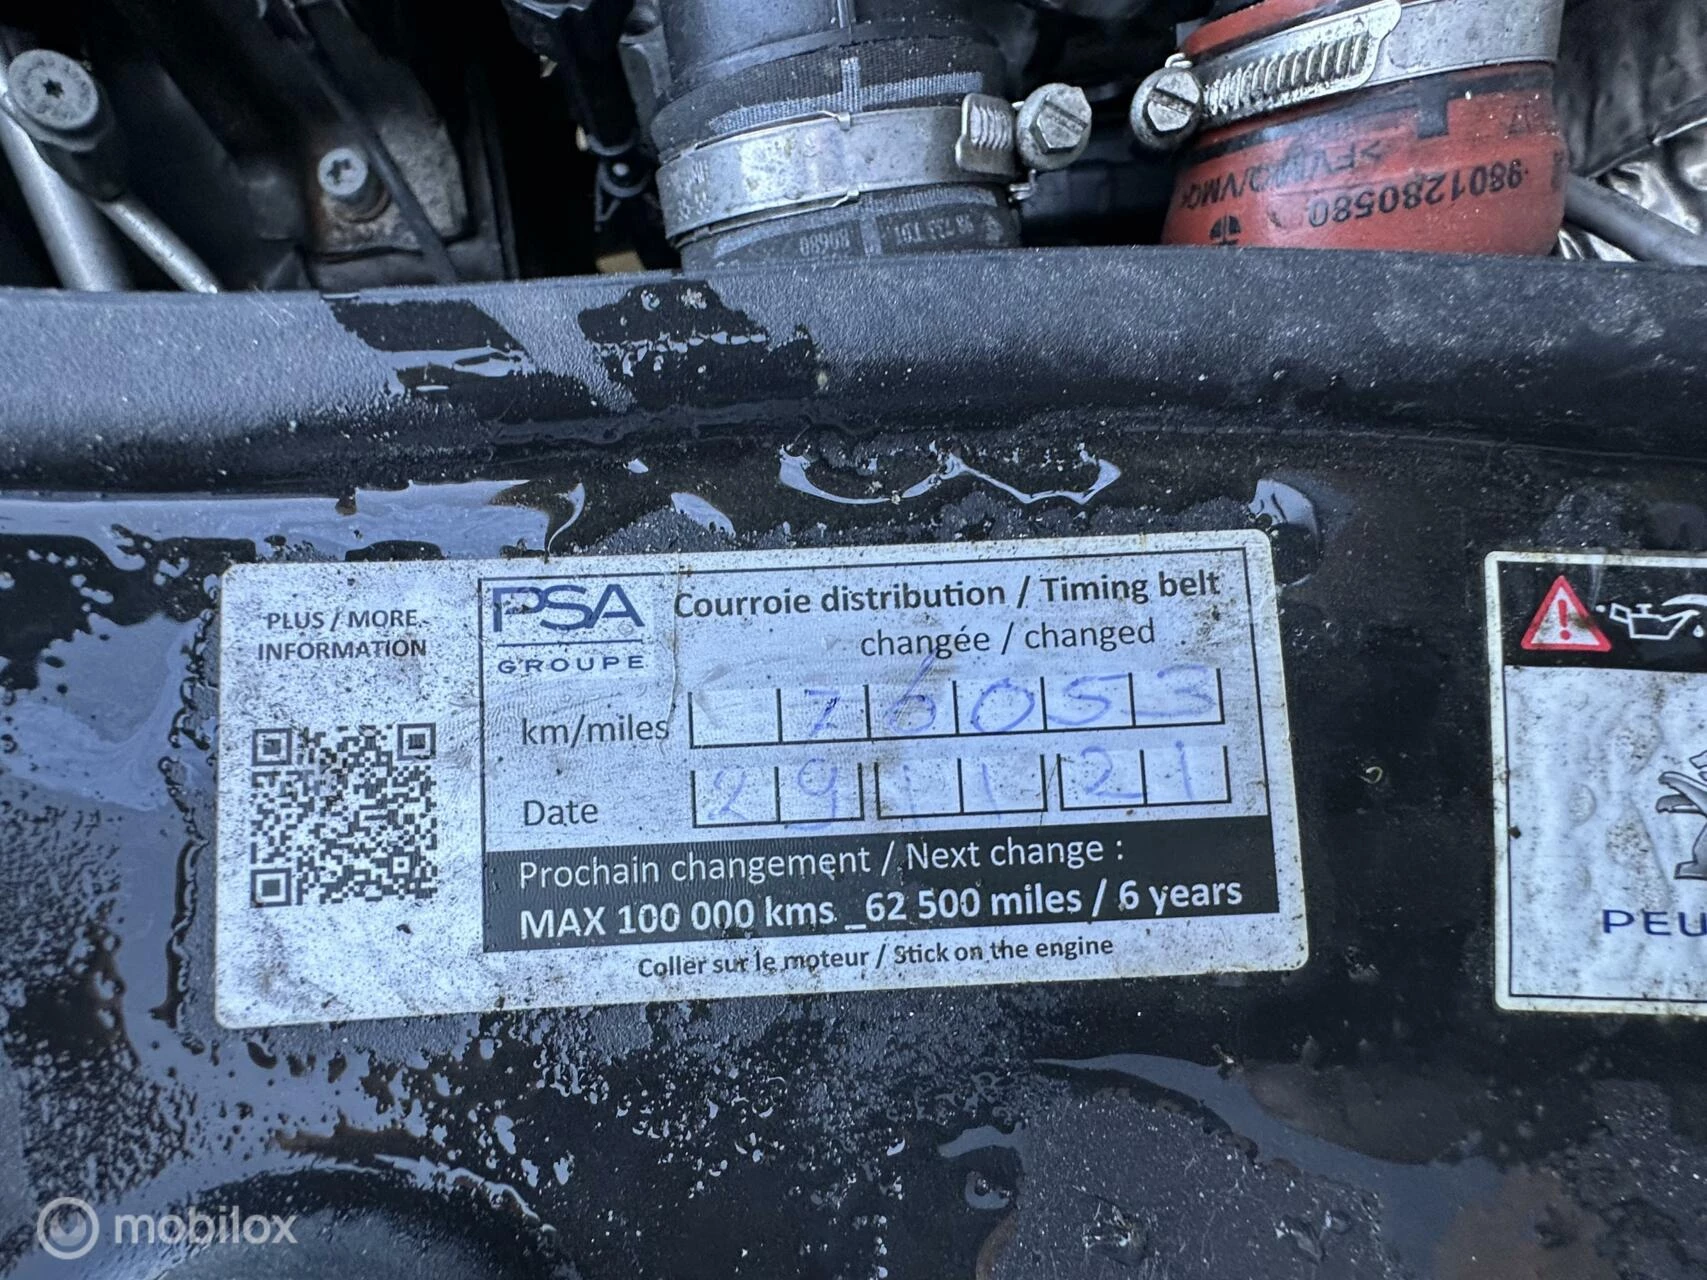 9801280580
>FVMQ/VMQ<
PLUS / MORE
INFORMATION
PSA
GROUPE
Courroie distribution / Timing belt
changée / changed
km/miles 76053
Date 29 11 21
Prochain changement / Next change :
MAX 100 000 kms _62 500 miles / 6 years
Coller sur le moteur / Stick on the engine
PEU
mobilox